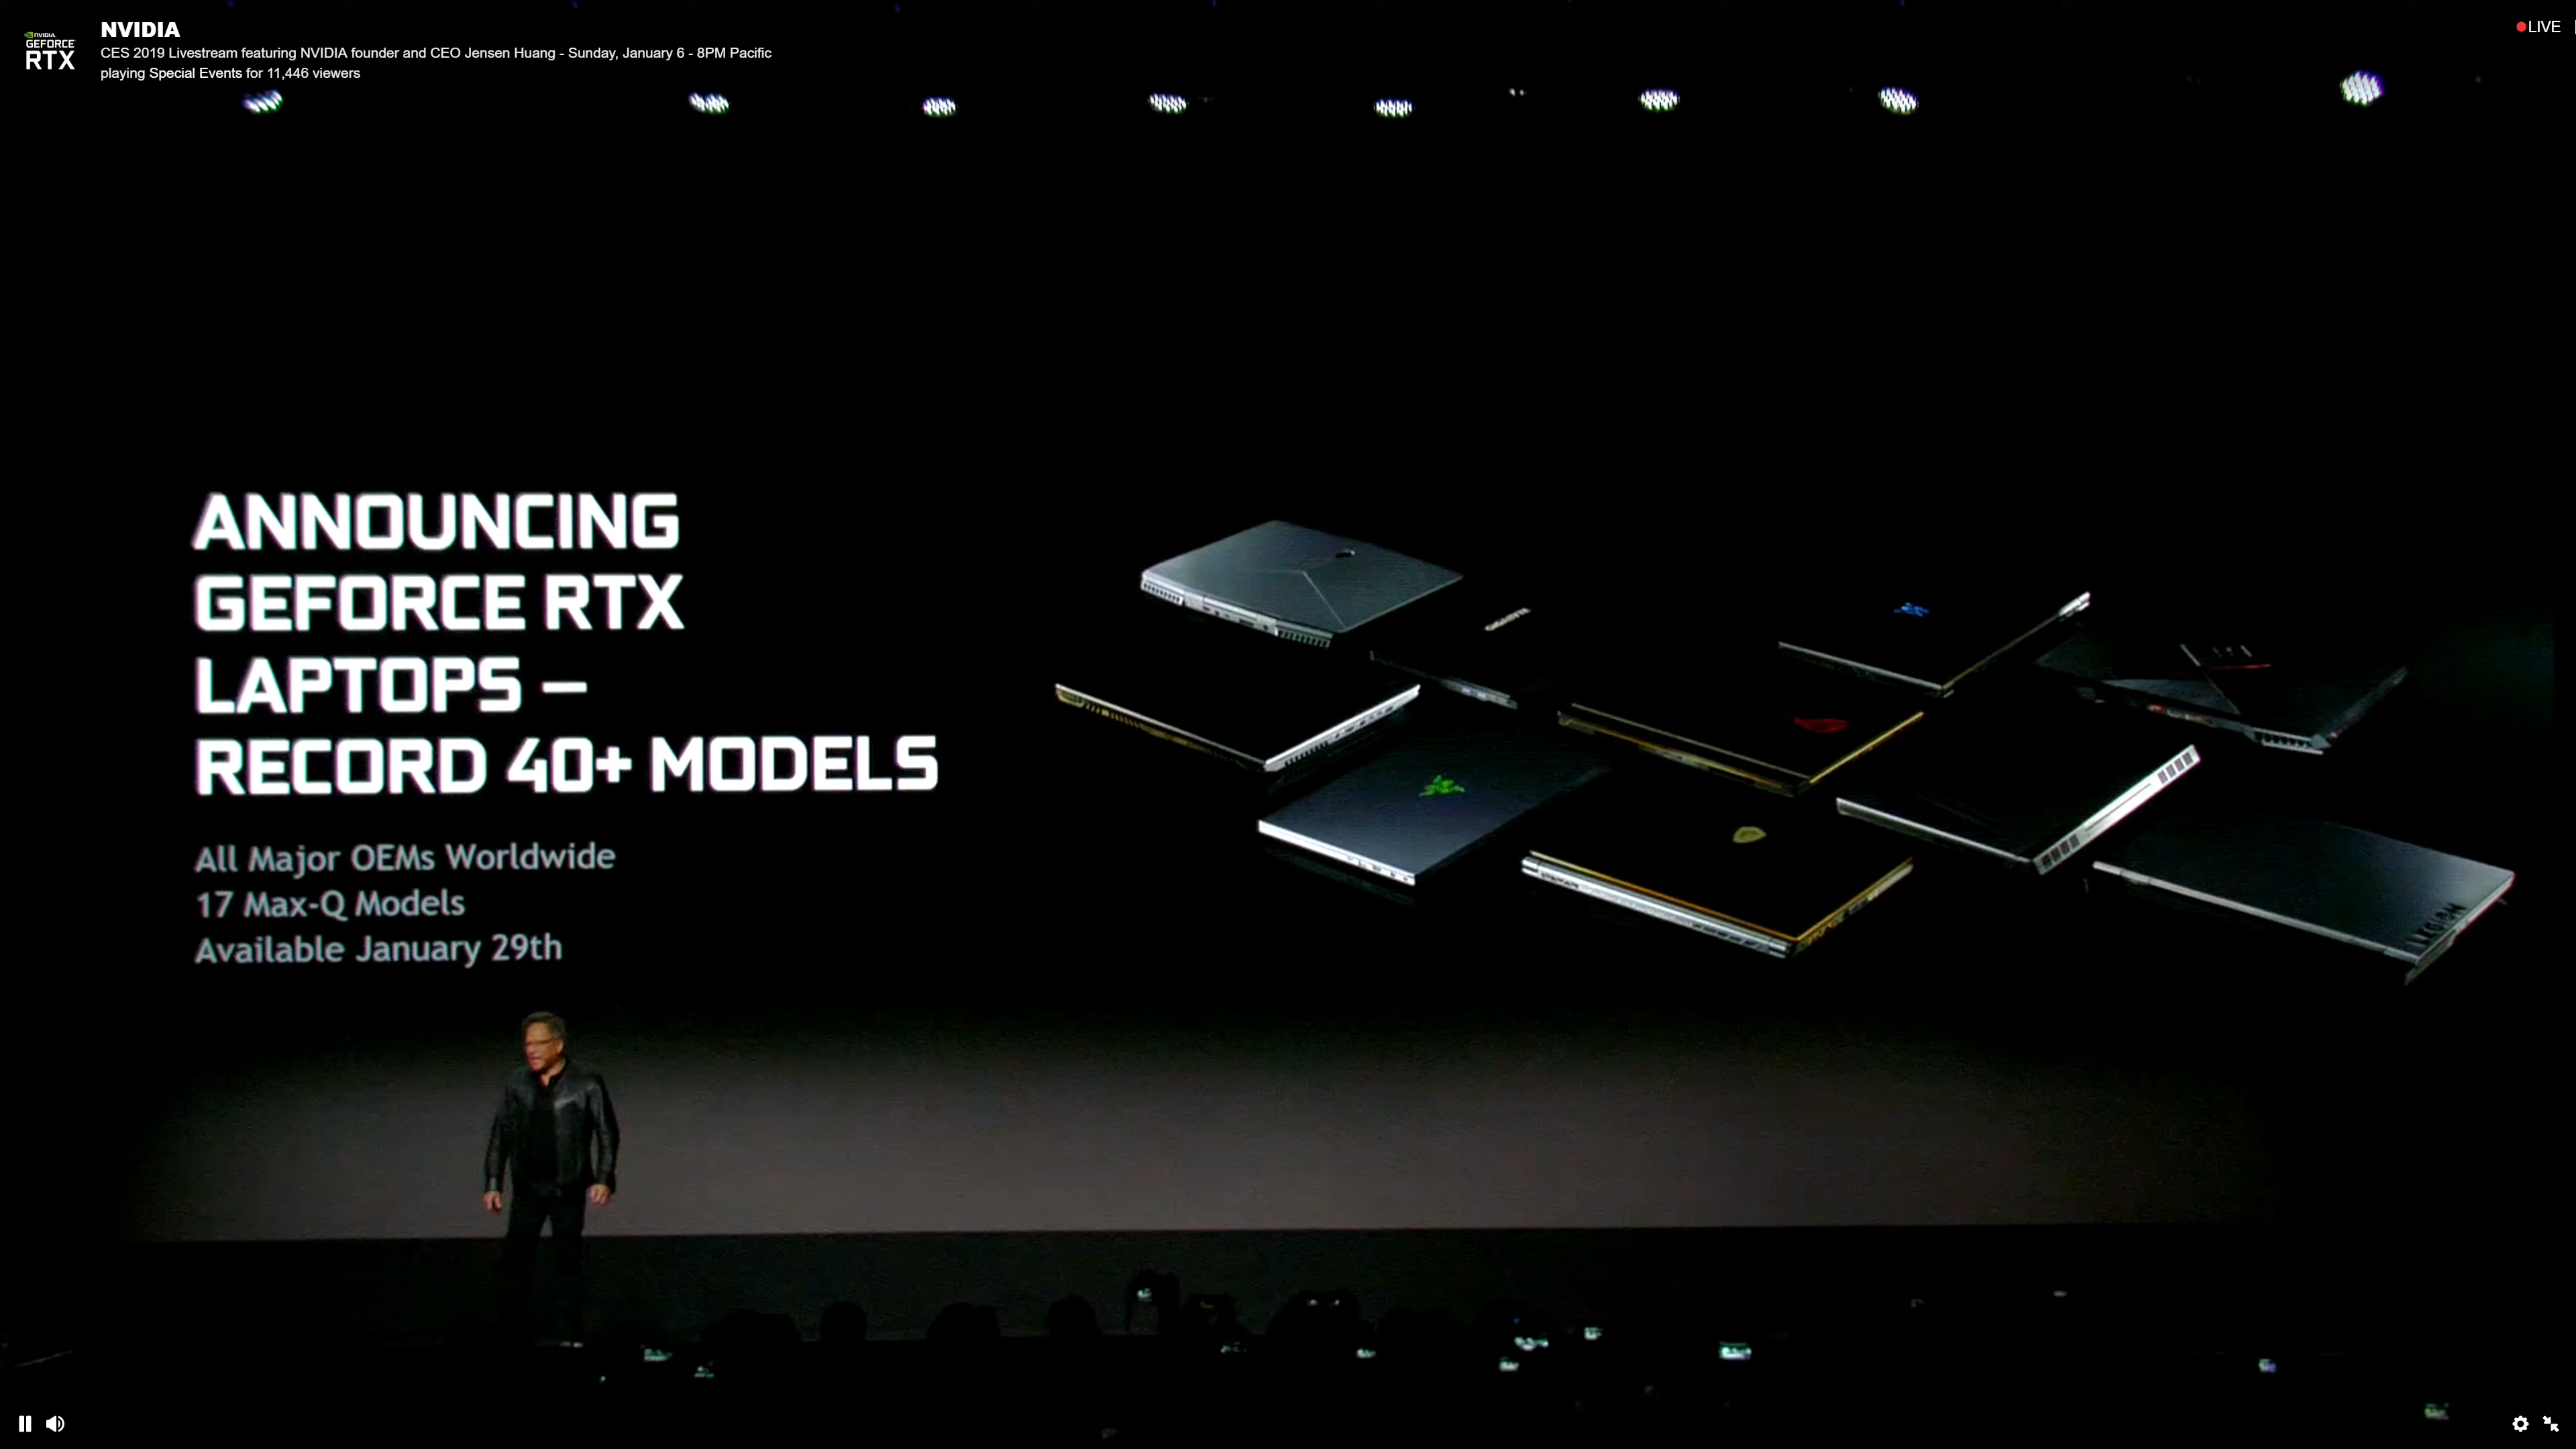 NVIDIA
GEFORCE
RTX
NVIDIA
CES 2019 Livestream featuring NVIDIA founder and CEO Jensen Huang - Sunday, January 6 - 8PM Pacific
playing Special Events for 11,446 viewers
LIVE
ANNOUNCING
GEFORCE RTX
LAPTOPS –
RECORD 40+ MODELS
All Major OEMs Worldwide
17 Max-Q Models
Available January 29th
GIGABYTE
LEGION